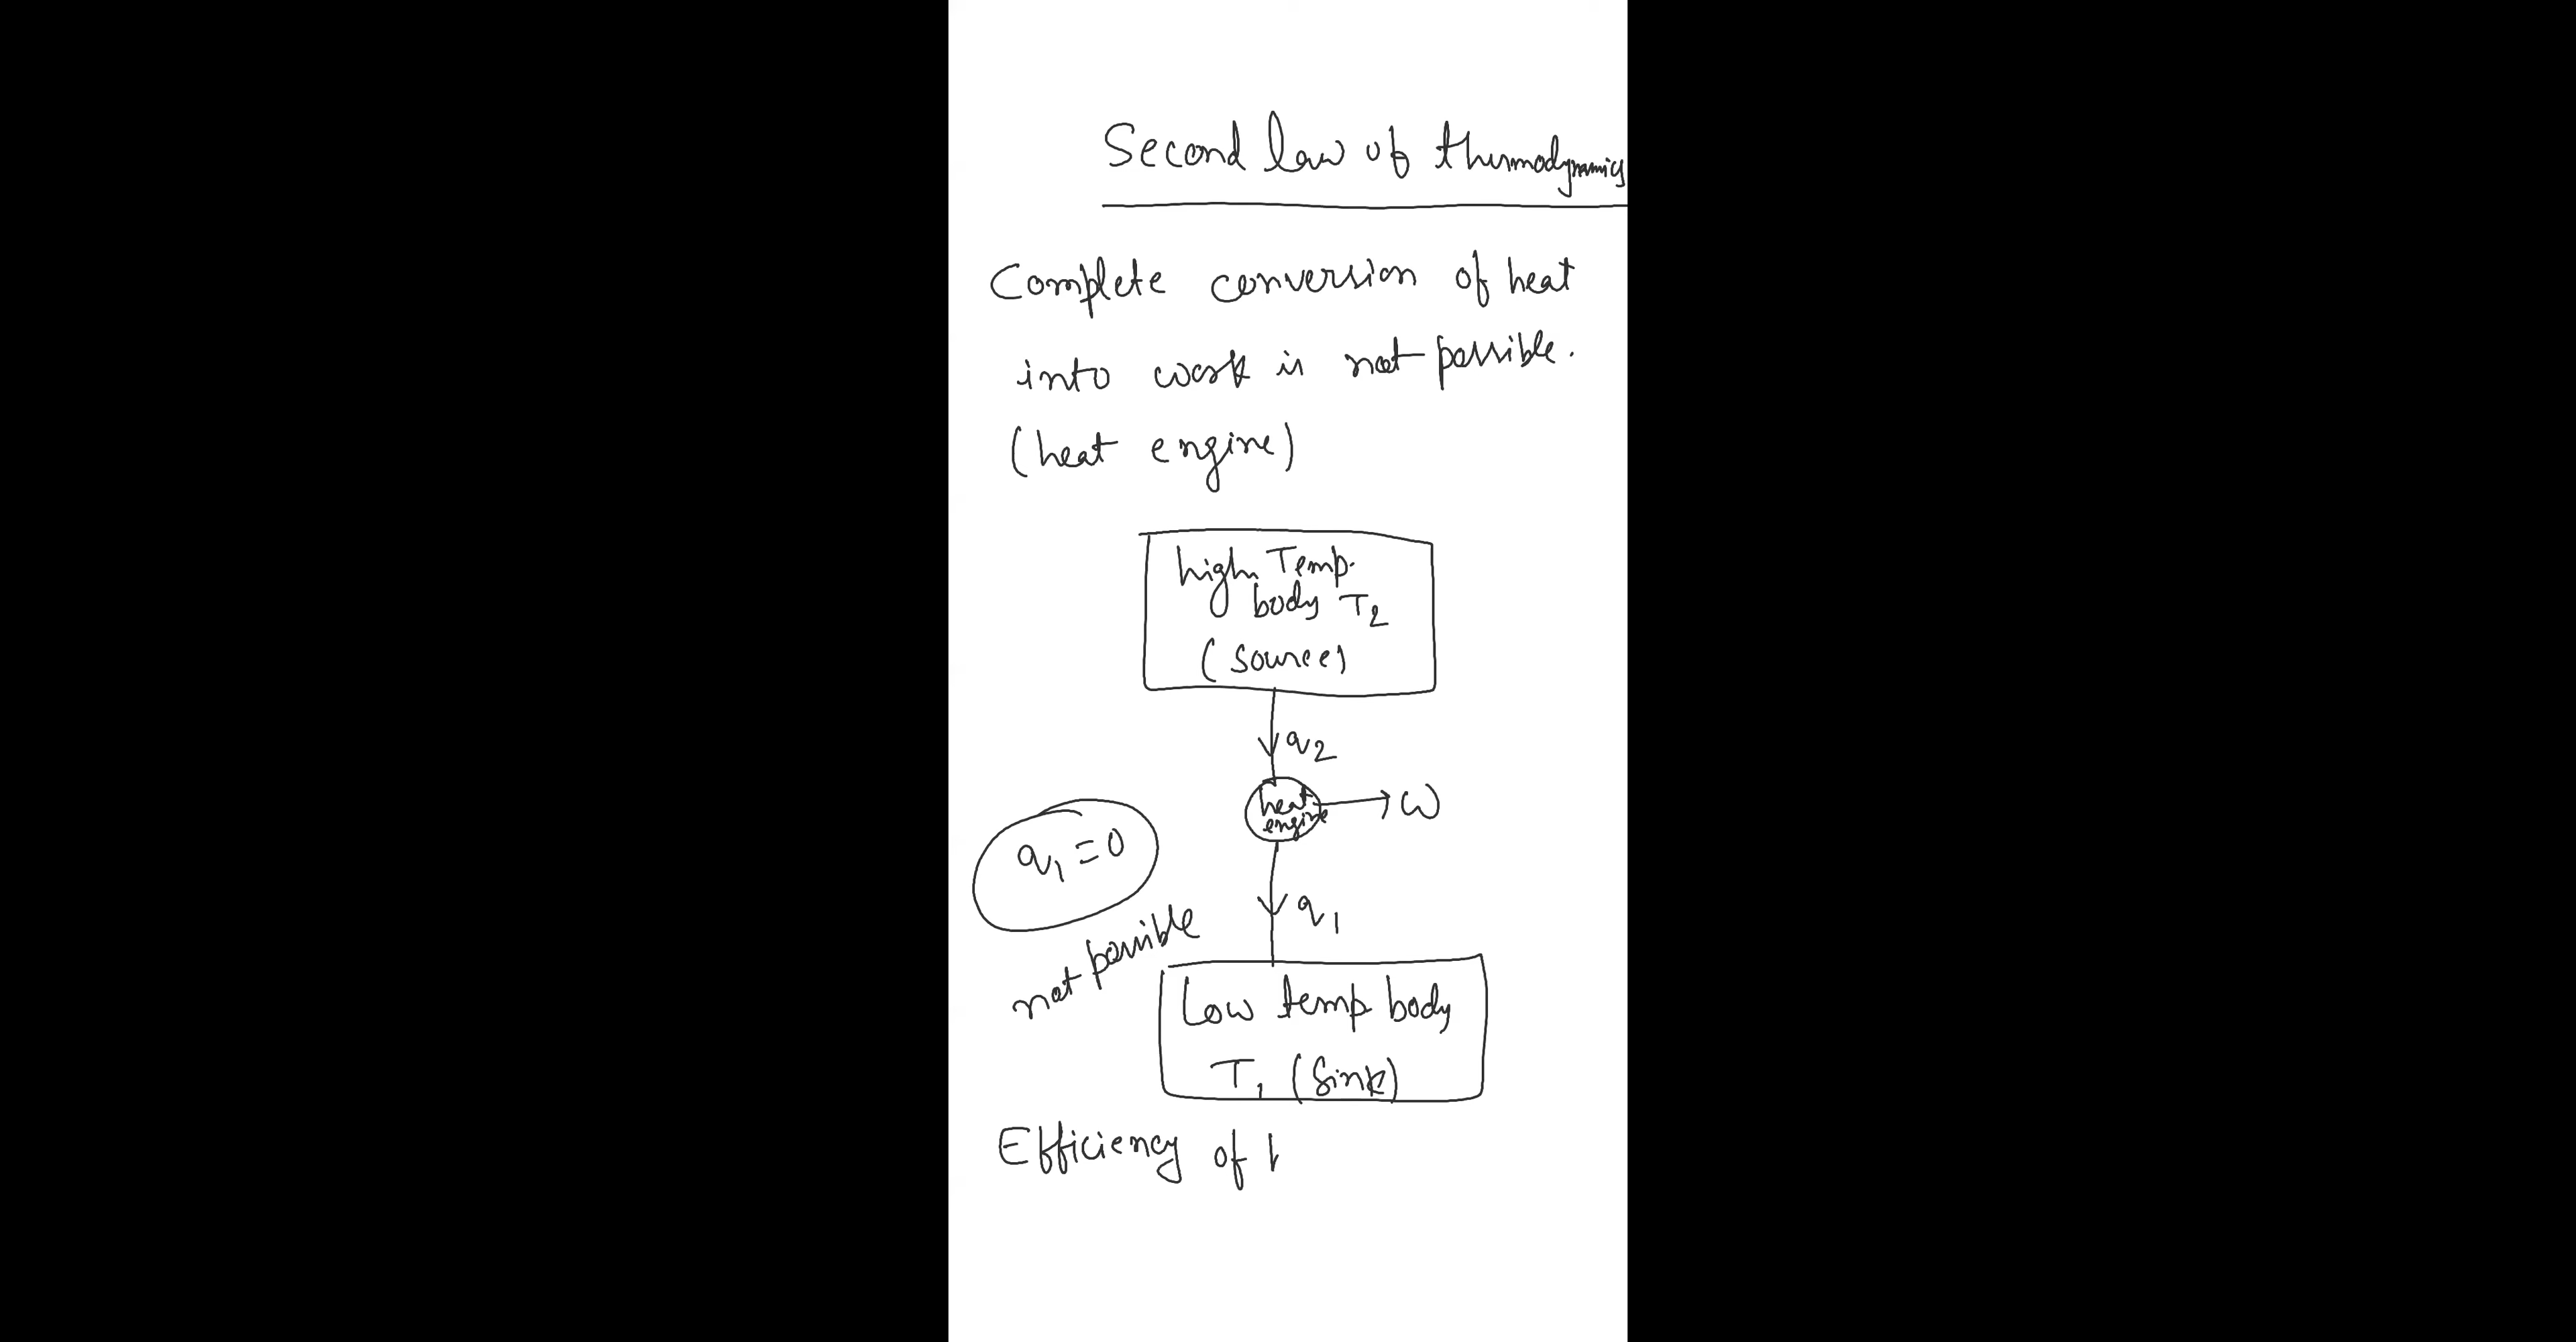 Second law of thermodynamics
Complete conversion of heat
into work is not possible.
(heat engine)
high Temp.
body T2
(source)
q2
heat
engine
W
q1 = 0
not possible
q1
Low temp body
T1 (Sink)
Efficiency of